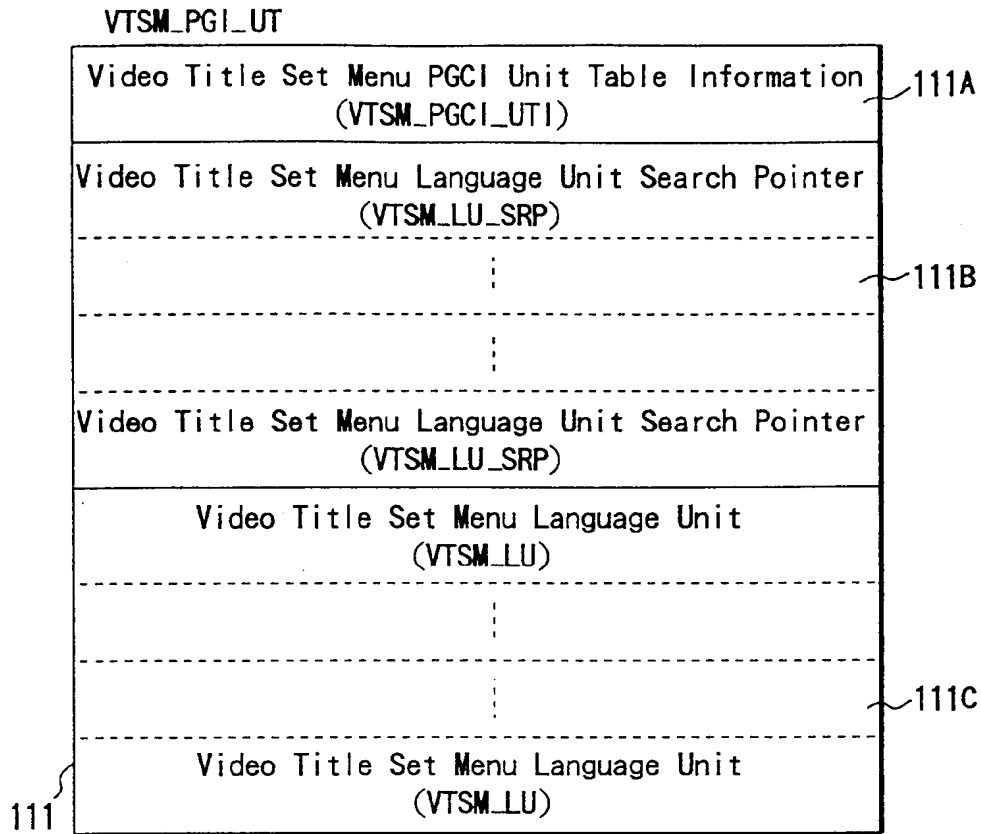 VTSM_PGI_UT
Video Title Set Menu PGCI Unit Table Information
(VTSM_PGCI_UTI)
111A
Video Title Set Menu Language Unit Search Pointer
(VTSM_LU_SRP)
111B
Video Title Set Menu Language Unit Search Pointer
(VTSM_LU_SRP)
Video Title Set Menu Language Unit
(VTSM_LU)
111C
Video Title Set Menu Language Unit
(VTSM_LU)
111